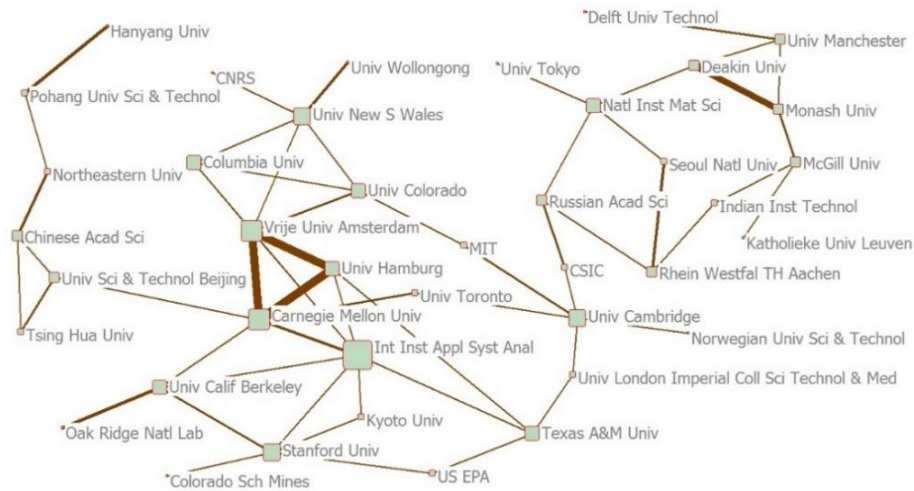 Delft Univ Technol
Hanyang Univ
Univ Manchester
Univ Wollongong
Univ Tokyo
Deakin Univ
CNRS
Pohang Univ Sci & Technol
Univ New S Wales
Natl Inst Mat Sci
Monash Univ
Columbia Univ
Seoul Natl Univ
McGill Univ
Northeastern Univ
Univ Colorado
Russian Acad Sci
Indian Inst Technol
Vrije Univ Amsterdam
Chinese Acad Sci
MIT
Katholieke Univ Leuven
Univ Hamburg
CSIC
Rhein Westfal TH Aachen
Univ Sci & Technol Beijing
Univ Toronto
Carnegie Mellon Univ
Univ Cambridge
Tsing Hua Univ
Norwegian Univ Sci & Technol
Int Inst Appl Syst Anal
Univ London Imperial Coll Sci Technol & Med
Univ Calif Berkeley
Kyoto Univ
Oak Ridge Natl Lab
Texas A&M Univ
Stanford Univ
US EPA
Colorado Sch Mines